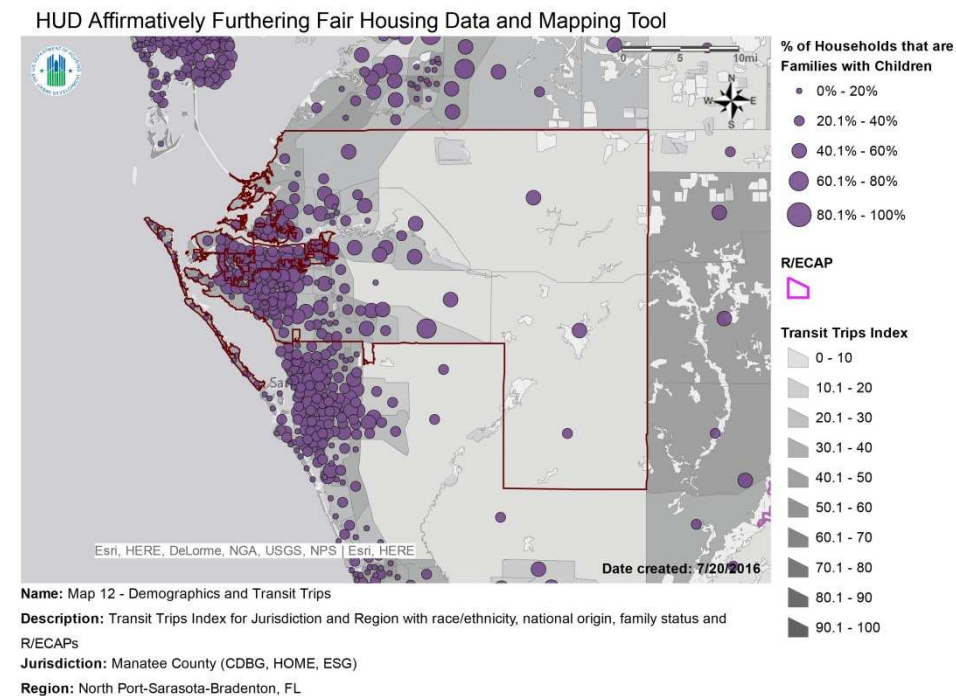 HUD Affirmatively Furthering Fair Housing Data and Mapping Tool
0 5 10mi
N
W E
S
Esri, HERE, DeLorme, NGA, USGS, NPS | Esri, HERE
Date created: 7/20/2016
% of Households that are
Families with Children
0% - 20%
20.1% - 40%
40.1% - 60%
60.1% - 80%
80.1% - 100%
R/ECAP
Transit Trips Index
0 - 10
10.1 - 20
20.1 - 30
30.1 - 40
40.1 - 50
50.1 - 60
60.1 - 70
70.1 - 80
80.1 - 90
90.1 - 100
Name: Map 12 - Demographics and Transit Trips
Description: Transit Trips Index for Jurisdiction and Region with race/ethnicity, national origin, family status and
R/ECAPs
Jurisdiction: Manatee County (CDBG, HOME, ESG)
Region: North Port-Sarasota-Bradenton, FL